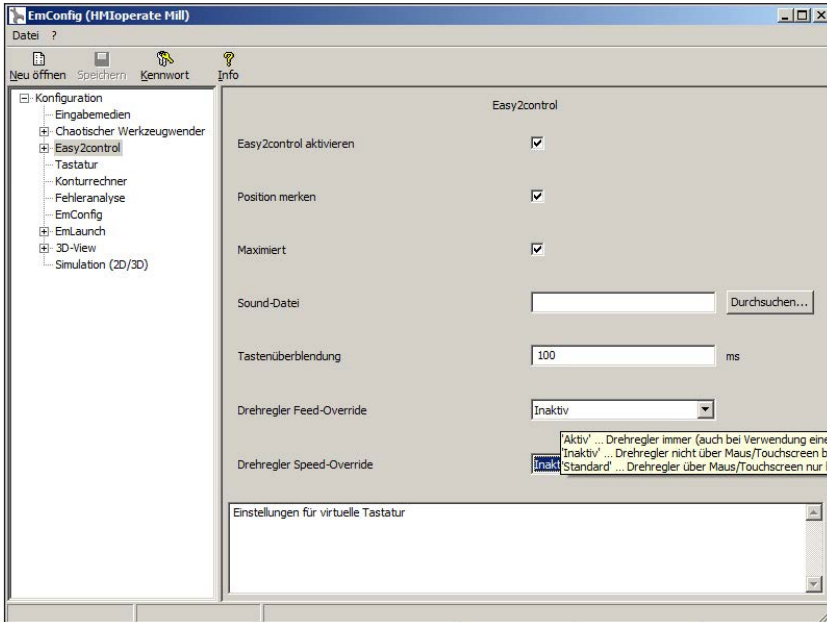 EmConfig (HMIoperate Mill)
Datei ?
Neu öffnen Speichern Kennwort Info
Konfiguration
Eingabemedien
Chaotischer Werkzeugwender
Easy2control
Tastatur
Konturrechner
Fehleranalyse
EmConfig
EmLaunch
3D-View
Simulation (2D/3D)
Easy2control
Easy2control aktivieren
Position merken
Maximiert
Sound-Datei Durchsuchen...
Tastenüberblendung 100 ms
Drehregler Feed-Override Inaktiv
'Aktiv' ... Drehregler immer (auch bei Verwendung eine
'Inaktiv' ... Drehregler nicht über Maus/Touchscreen b
'Standard' ... Drehregler über Maus/Touchscreen nur
Drehregler Speed-Override Inakt
Einstellungen für virtuelle Tastatur